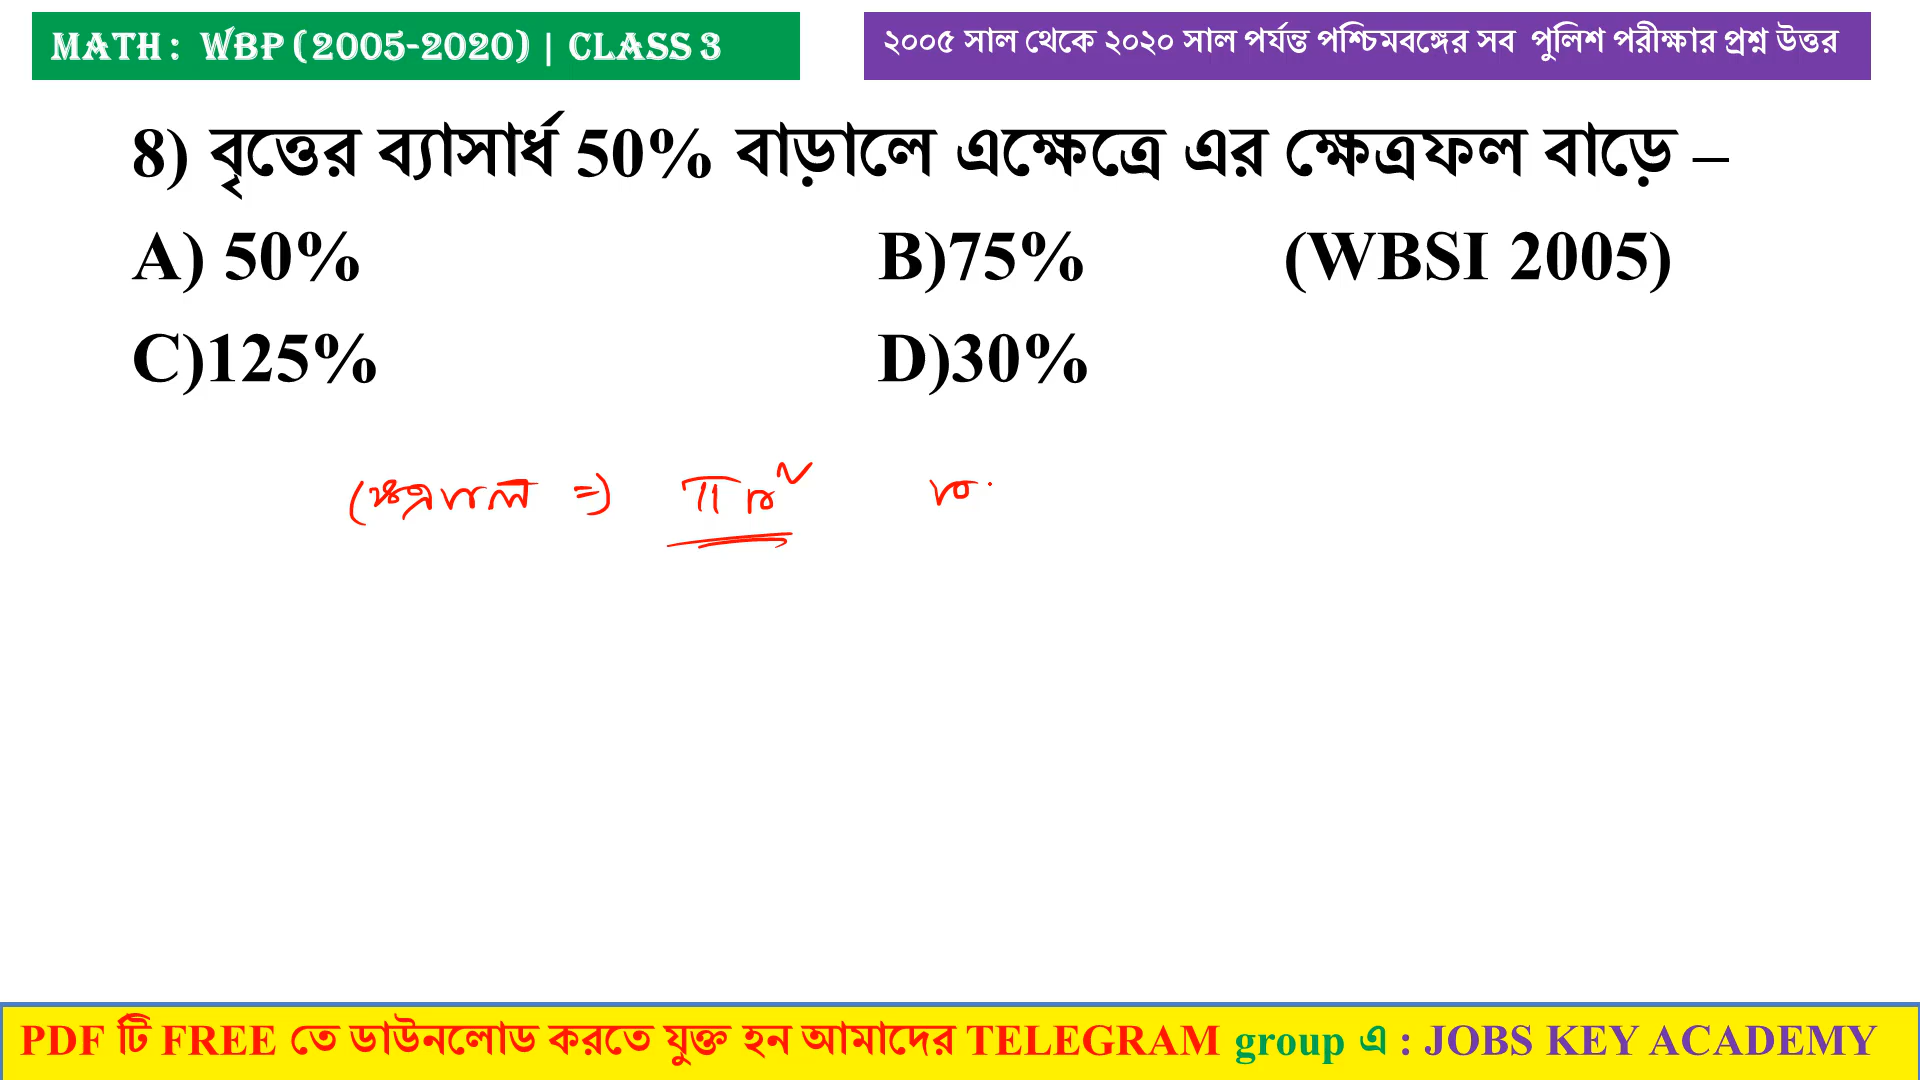 MATH : WBP (2005-2020) | CLASS 3
২০০৫ সাল থেকে ২০২০ সাল পর্যন্ত পশ্চিমবঙ্গের সব পুলিশ পরীক্ষার প্রশ্ন উত্তর
8) বৃত্তের ব্যাসার্ধ 50% বাড়ালে এক্ষেত্রে এর ক্ষেত্রফল বাড়ে –
A) 50% B)75% (WBSI 2005)
C)125% D)30%
ক্ষেত্রফল => πr²
PDF টি FREE তে ডাউনলোড করতে যুক্ত হন আমাদের TELEGRAM group এ : JOBS KEY ACADEMY